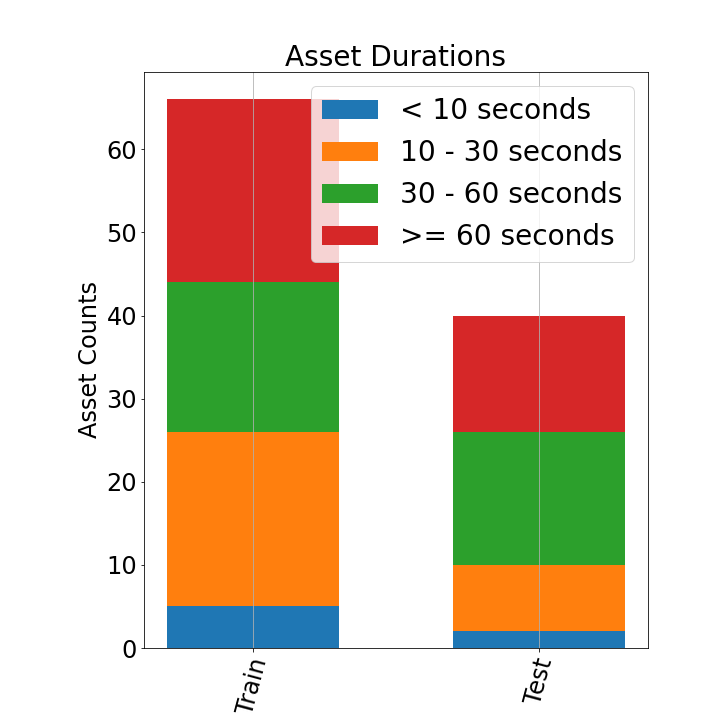 Asset Durations
< 10 seconds
10 - 30 seconds
30 - 60 seconds
>= 60 seconds
Asset Counts
60
50
40
30
20
10
0
Train
Test